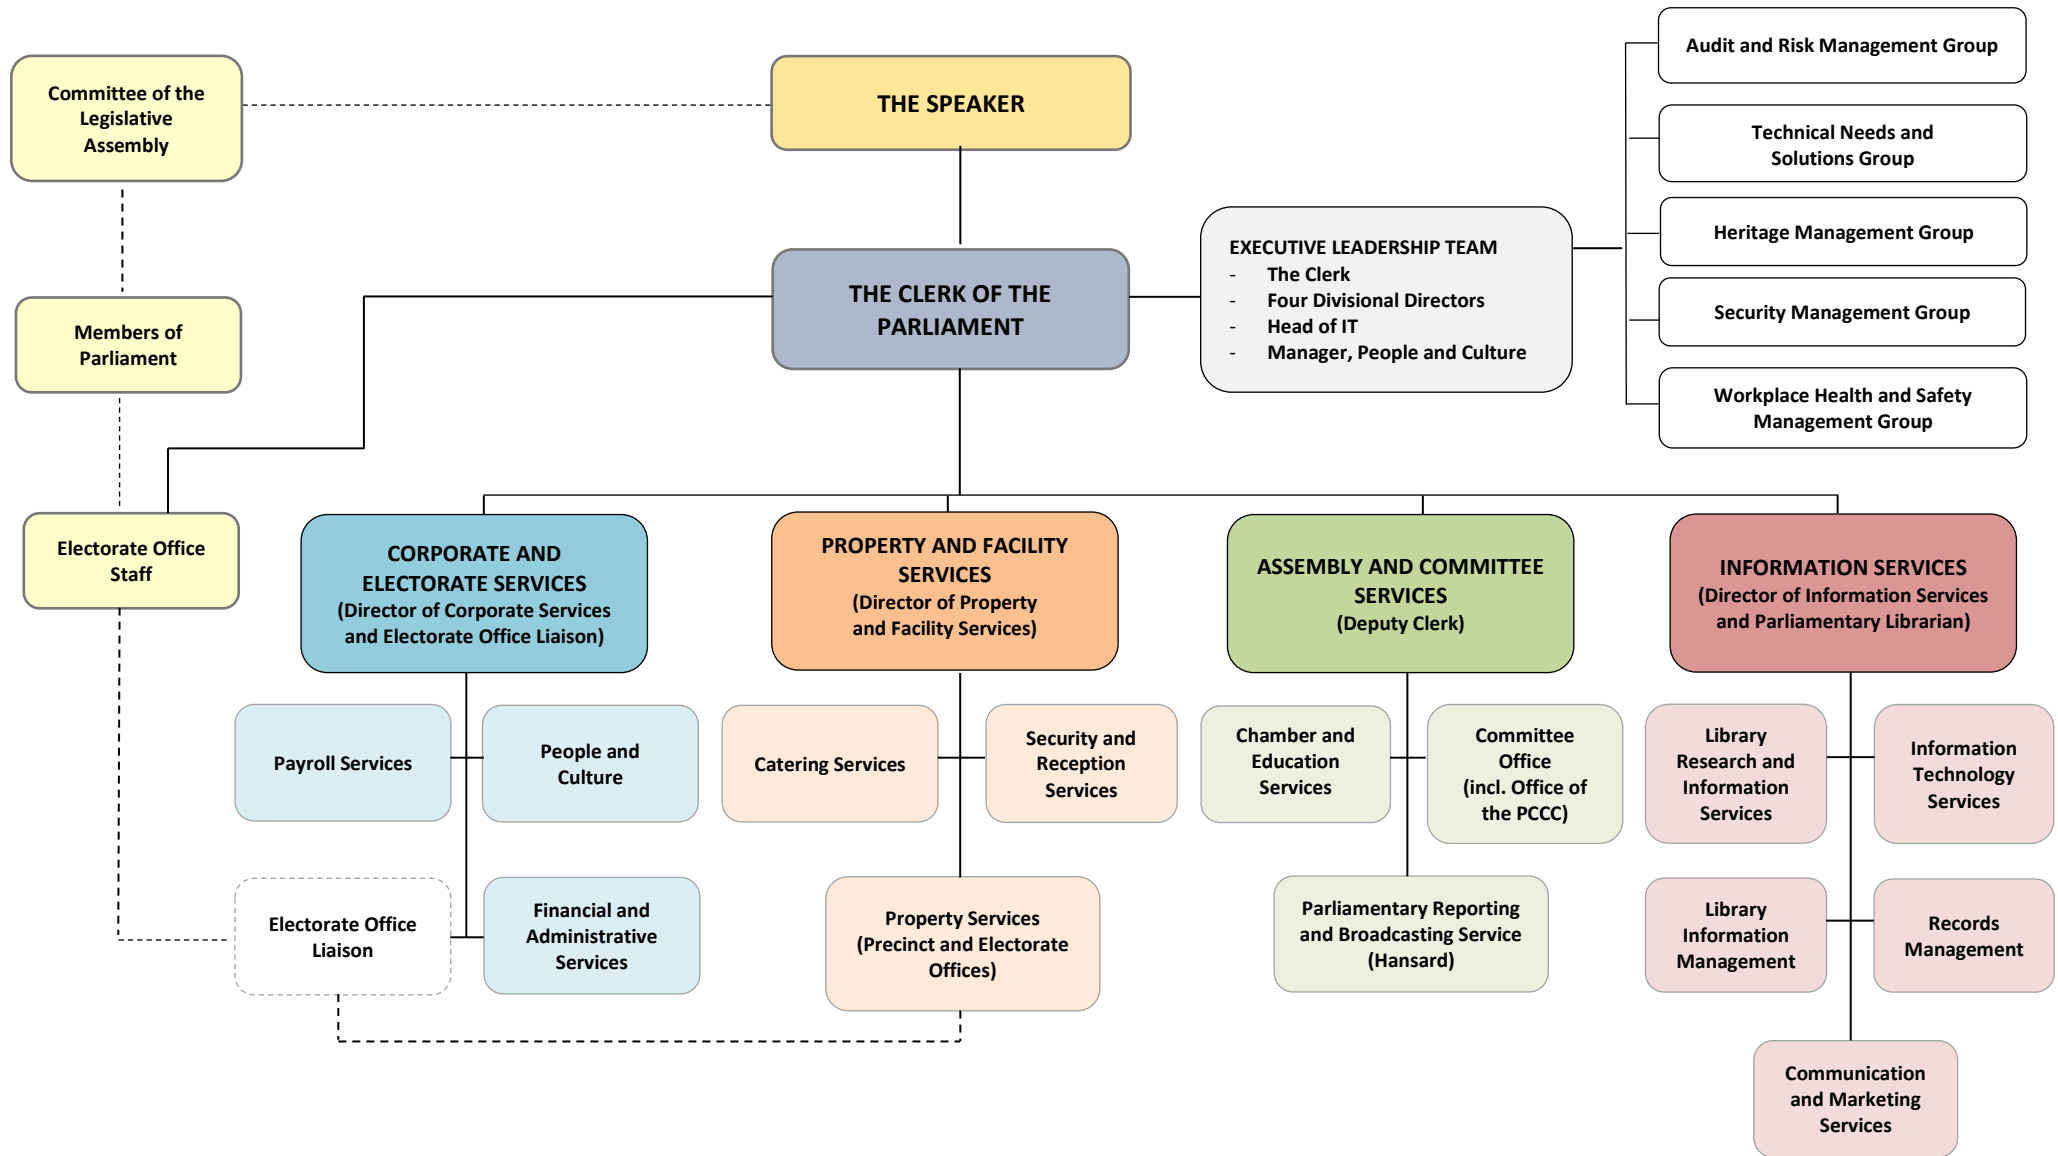 Committee of the
Legislative
Assembly
THE SPEAKER
Audit and Risk Management Group
Technical Needs and
Solutions Group
Heritage Management Group
Security Management Group
Workplace Health and Safety
Management Group
EXECUTIVE LEADERSHIP TEAM
- The Clerk
- Four Divisional Directors
- Head of IT
- Manager, People and Culture
THE CLERK OF THE
PARLIAMENT
Members of
Parliament
Electorate Office
Staff
CORPORATE AND
ELECTORATE SERVICES
(Director of Corporate Services
and Electorate Office Liaison)
PROPERTY AND FACILITY
SERVICES
(Director of Property
and Facility Services)
ASSEMBLY AND COMMITTEE
SERVICES
(Deputy Clerk)
INFORMATION SERVICES
(Director of Information Services
and Parliamentary Librarian)
Payroll Services
People and
Culture
Catering Services
Security and
Reception
Services
Chamber and
Education
Services
Committee
Office
(incl. Office of
the PCCC)
Library
Research and
Information
Services
Information
Technology
Services
Electorate Office
Liaison
Financial and
Administrative
Services
Property Services
(Precinct and Electorate
Offices)
Parliamentary Reporting
and Broadcasting Service
(Hansard)
Library
Information
Management
Records
Management
Communication
and Marketing
Services